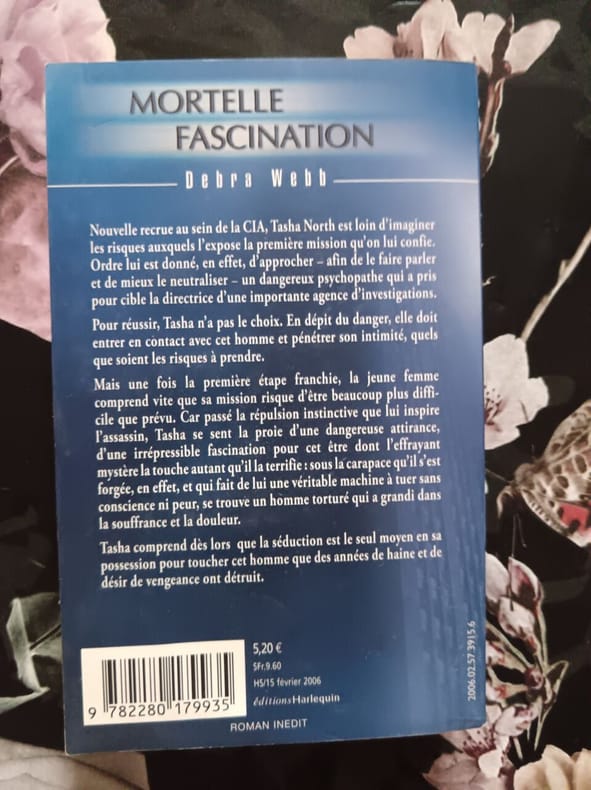 MORTELLE
FASCINATION
Debra Webb
Nouvelle recrue au sein de la CIA, Tasha North est loin d'imaginer
les risques auxquels l'expose la première mission qu'on lui confie.
Ordre lui est donné, en effet, d'approcher – afin de le faire parler
et de mieux le neutraliser – un dangereux psychopathe qui a pris
pour cible la directrice d'une importante agence d'investigations.
Pour réussir, Tasha n'a pas le choix. En dépit du danger, elle doit
entrer en contact avec cet homme et pénétrer son intimité, quels
que soient les risques à prendre.
Mais une fois la première étape franchie, la jeune femme
comprend vite que sa mission risque d'être beaucoup plus diffi-
cile que prévu. Car passé la répulsion instinctive que lui inspire
l'assassin, Tasha se sent la proie d'une dangereuse attirance,
d'une irrépressible fascination pour cet être dont l'effrayant
mystère la touche autant qu'il la terrifie : sous la carapace qu'il s'est
forgée, en effet, et qui fait de lui une véritable machine à tuer sans
conscience ni peur, se trouve un homme torturé qui a grandi dans
la souffrance et la douleur.
Tasha comprend dès lors que la séduction est le seul moyen en sa
possession pour toucher cet homme que des années de haine et de
désir de vengeance ont détruit.
5,20 €
SFr.9.60
HS/15 février 2006
éditionsHarlequin
9 782280 179935
ROMAN INEDIT
2006.02.57.3915.6